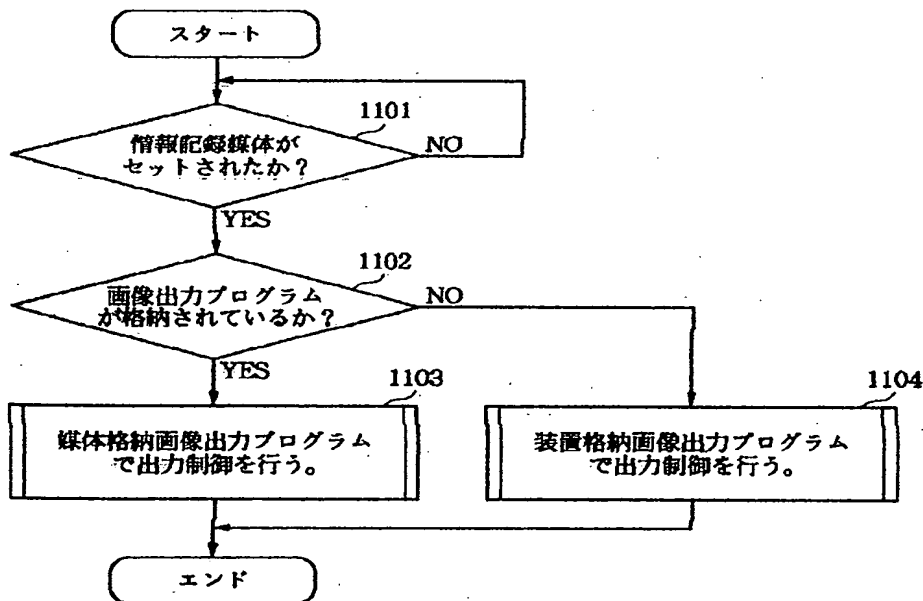 スタート
1101
情報記録媒体が
セットされたか？
NO
YES
1102
画像出力プログラム
が格納されているか？
NO
YES
1103
媒体格納画像出力プログラム
で出力制御を行う。
1104
装置格納画像出力プログラム
で出力制御を行う。
エンド